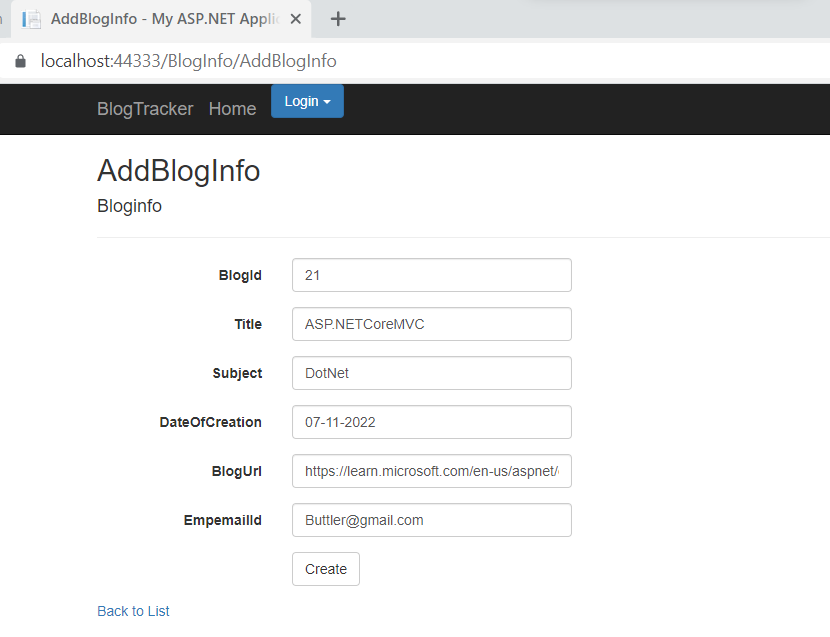 AddBlogInfo - My ASP.NET Appli
localhost:44333/BlogInfo/AddBlogInfo
BlogTracker Home Login
AddBlogInfo
Bloginfo
BlogId 21
Title ASP.NETCoreMVC
Subject DotNet
DateOfCreation 07-11-2022
BlogUrl https://learn.microsoft.com/en-us/aspnet/
EmpemailId Buttler@gmail.com
Create
Back to List